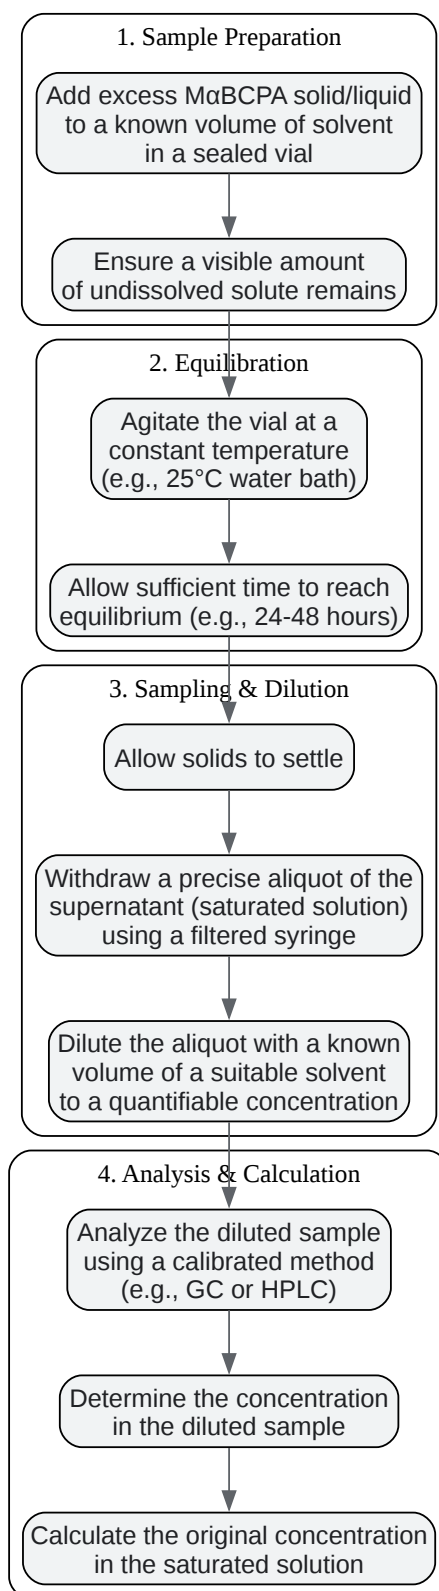 1. Sample Preparation
Add excess MαBCPA solid/liquid
to a known volume of solvent
in a sealed vial
Ensure a visible amount
of undissolved solute remains
2. Equilibration
Agitate the vial at a
constant temperature
(e.g., 25°C water bath)
Allow sufficient time to reach
equilibrium (e.g., 24-48 hours)
3. Sampling & Dilution
Allow solids to settle
Withdraw a precise aliquot of the
supernatant (saturated solution)
using a filtered syringe
Dilute the aliquot with a known
volume of a suitable solvent
to a quantifiable concentration
4. Analysis & Calculation
Analyze the diluted sample
using a calibrated method
(e.g., GC or HPLC)
Determine the concentration
in the diluted sample
Calculate the original concentration
in the saturated solution